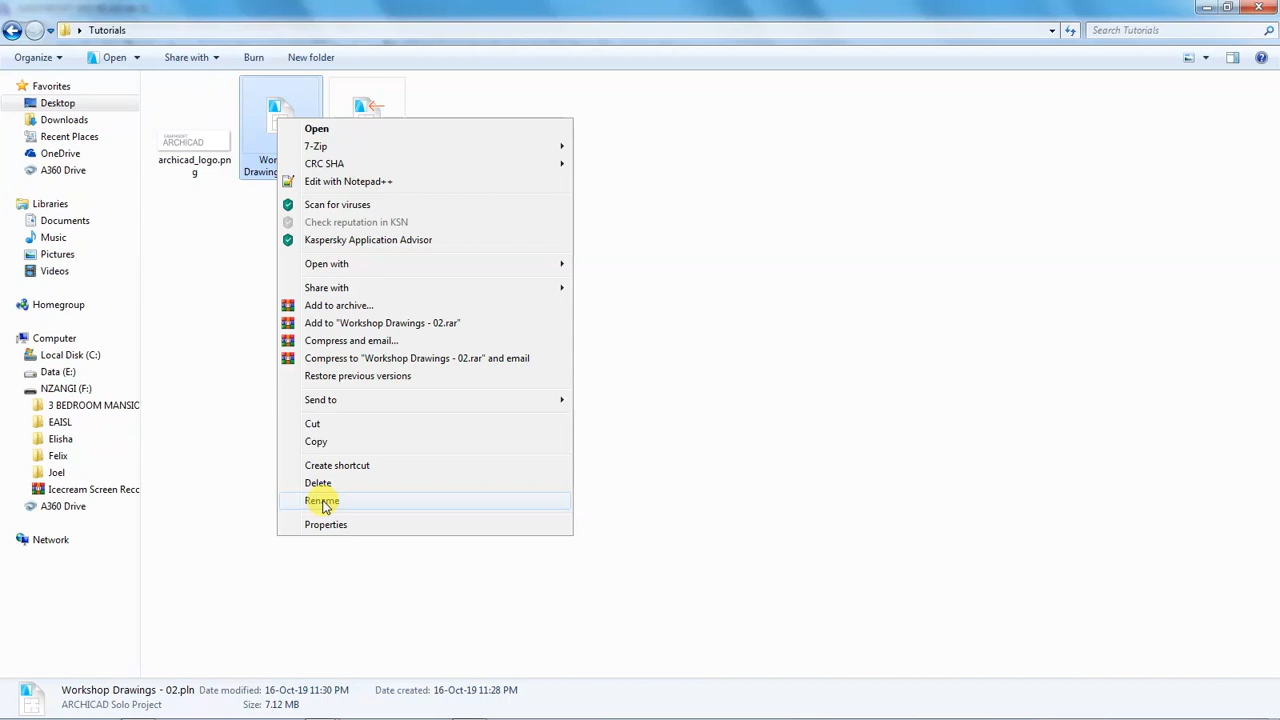 Tutorials
Search Tutorials
Organize
Open
Share with
Burn
New folder
Favorites
Desktop
Downloads
Recent Places
OneDrive
A360 Drive
Libraries
Documents
Music
Pictures
Videos
Homegroup
Computer
Local Disk (C:)
Data (E:)
NZANGI (F:)
3 BEDROOM MANSIC
EAISL
Elisha
Felix
Joel
Icecream Screen Recc
A360 Drive
Network
ARCHICAD
archicad_logo.pn
g
Wor
Drawing
Open
7-Zip
CRC SHA
Edit with Notepad++
Scan for viruses
Check reputation in KSN
Kaspersky Application Advisor
Open with
Share with
Add to archive...
Add to "Workshop Drawings - 02.rar"
Compress and email...
Compress to "Workshop Drawings - 02.rar" and email
Restore previous versions
Send to
Cut
Copy
Create shortcut
Delete
Rename
Properties
Workshop Drawings - 02.pln Date modified: 16-Oct-19 11:30 PM Date created: 16-Oct-19 11:28 PM
ARCHICAD Solo Project Size: 7.12 MB